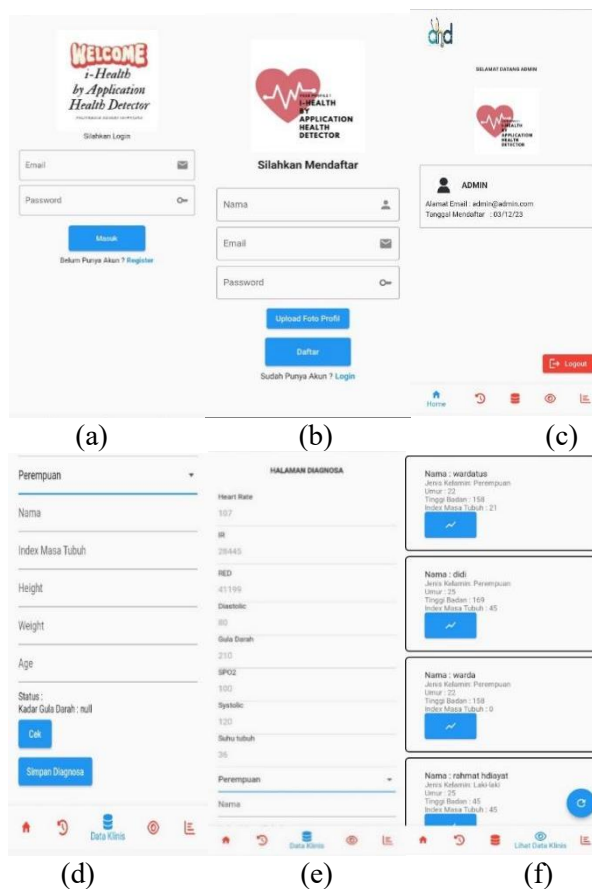 WELCOME
i-Health
by Application
Health Detector
Silahkan Login
Email
Password
Masuk
Belum Punya Akun ? Register
I-HEALTH
BY
APPLICATION
HEALTH
DETECTOR
Silahkan Mendaftar
Nama
Email
Password
Upload Foto Profil
Daftar
Sudah Punya Akun ? Login
ahd
SELAMAT DATANG ADMIN
I-HEALTH
BY
APPLICATION
HEALTH
DETECTOR
ADMIN
Alamat Email : admin@admin.com
Tanggal Mendaftar : 03/12/23
Logout
Home
(a)
(b)
(c)
Perempuan
Nama
Index Masa Tubuh
Height
Weight
Age
Status :
Kadar Gula Darah : null
Cek
Simpan Diagnosa
Data Klinis
HALAMAN DIAGNOSA
Heart Rate
107
IR
28445
RED
41199
Diastolic
80
Gula Darah
210
SPO2
100
Systolic
120
Suhu tubuh
36
Perempuan
Nama
Data Klinis
Nama : wardatus
Jenis Kelamin: Perempuan
Umur : 22
Tinggi Badan : 158
Index Masa Tubuh : 21
Nama : didi
Jenis Kelamin: Perempuan
Umur : 25
Tinggi Badan : 169
Index Masa Tubuh : 45
Nama : warda
Jenis Kelamin: Perempuan
Umur : 22
Tinggi Badan : 158
Index Masa Tubuh : 0
Nama : rahmat hdiayat
Jenis Kelamin: Laki-laki
Umur : 25
Tinggi Badan : 45
Index Masa Tubuh : 45
Lihat Data Klinis
(d)
(e)
(f)